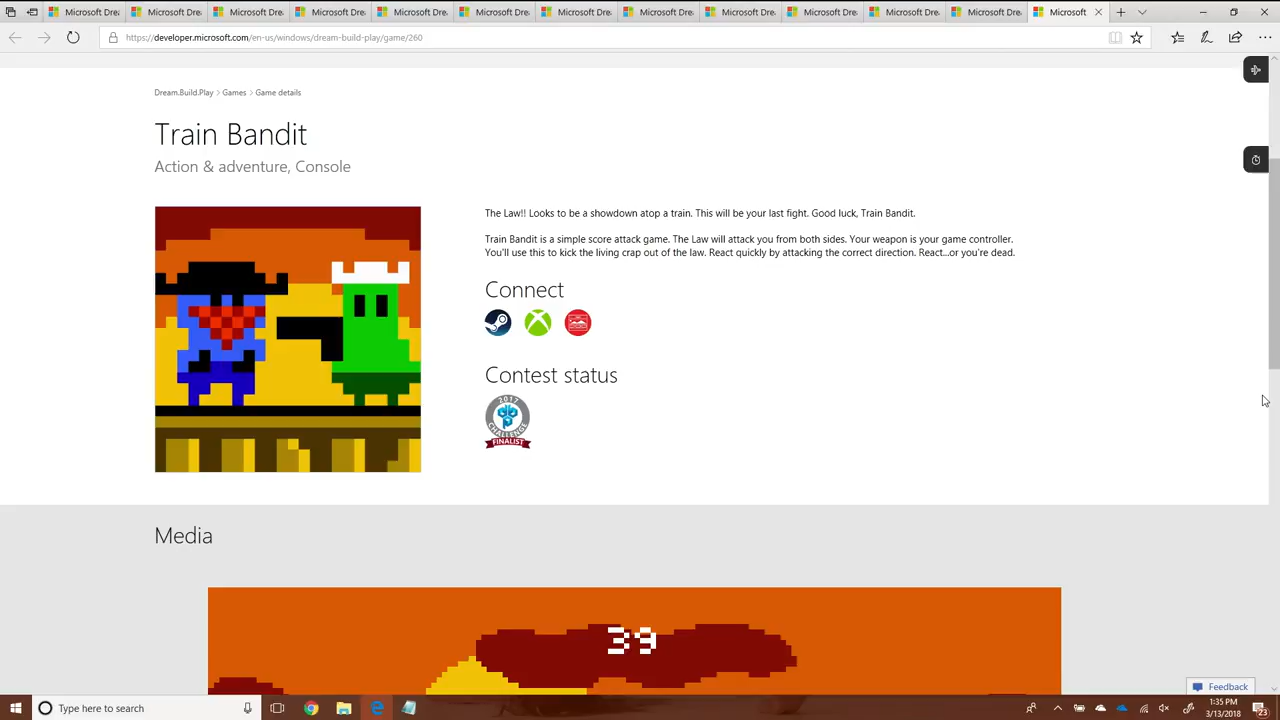 Microsoft Dre
Microsoft Dre
Microsoft Dre
Microsoft Dre
Microsoft Dre
Microsoft Dre
Microsoft Dre
Microsoft Dre
Microsoft Dre
Microsoft Dre
Microsoft Dre
Microsoft Dre
Microsoft
https://developer.microsoft.com/en-us/windows/dream-build-play/game/260
Dream.Build.Play > Games > Game details
Train Bandit
Action & adventure, Console
The Law!! Looks to be a showdown atop a train. This will be your last fight. Good luck, Train Bandit.
Train Bandit is a simple score attack game. The Law will attack you from both sides. Your weapon is your game controller.
You'll use this to kick the living crap out of the law. React quickly by attacking the correct direction. React...or you're dead.
Connect
Contest status
2017
CHALLENGE
FINALIST
Media
39
Feedback
Type here to search
1:35 PM
3/13/2018
23